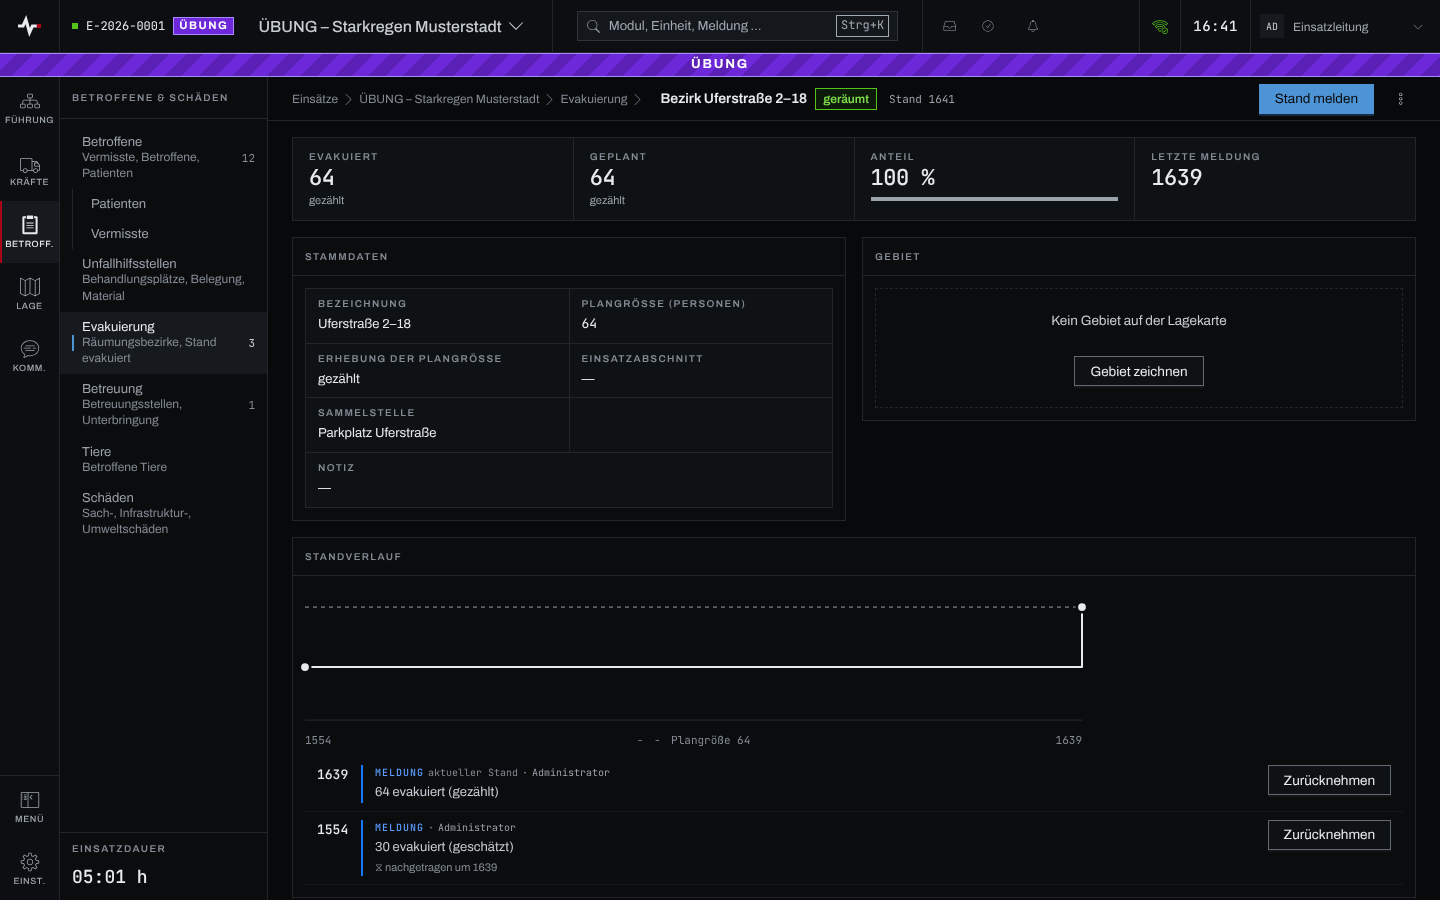 E-2026-0001 ÜBUNG ÜBUNG – Starkregen Musterstadt Modul, Einheit, Meldung ... Strg+K 16:41 AD Einsatzleitung
ÜBUNG
FÜHRUNG
KRÄFTE
BETROFF.
LAGE
KOMM.
MENÜ
EINST.
BETROFFENE & SCHÄDEN
Betroffene
Vermisste, Betroffene,
Patienten
12
Patienten
Vermisste
Unfallhilfsstellen
Behandlungsplätze, Belegung,
Material
Evakuierung
Räumungsbezirke, Stand
evakuiert
3
Betreuung
Betreuungsstellen,
Unterbringung
1
Tiere
Betroffene Tiere
Schäden
Sach-, Infrastruktur-,
Umweltschäden
EINSATZDAUER
05:01 h
Einsätze ÜBUNG – Starkregen Musterstadt Evakuierung Bezirk Uferstraße 2–18 geräumt Stand 1641 Stand melden
EVAKUIERT
64
gezählt
GEPLANT
64
gezählt
ANTEIL
100 %
LETZTE MELDUNG
1639
STAMMDATEN
BEZEICHNUNG
Uferstraße 2–18
PLANGRÖSSE (PERSONEN)
64
ERHEBUNG DER PLANGRÖSSE
gezählt
EINSATZABSCHNITT
—
SAMMELSTELLE
Parkplatz Uferstraße
NOTIZ
—
GEBIET
Kein Gebiet auf der Lagekarte
Gebiet zeichnen
STANDVERLAUF
1554 - - Plangröße 64 1639
1639 MELDUNG aktueller Stand · Administrator
64 evakuiert (gezählt)
Zurücknehmen
1554 MELDUNG · Administrator
30 evakuiert (geschätzt)
⧖ nachgetragen um 1639
Zurücknehmen